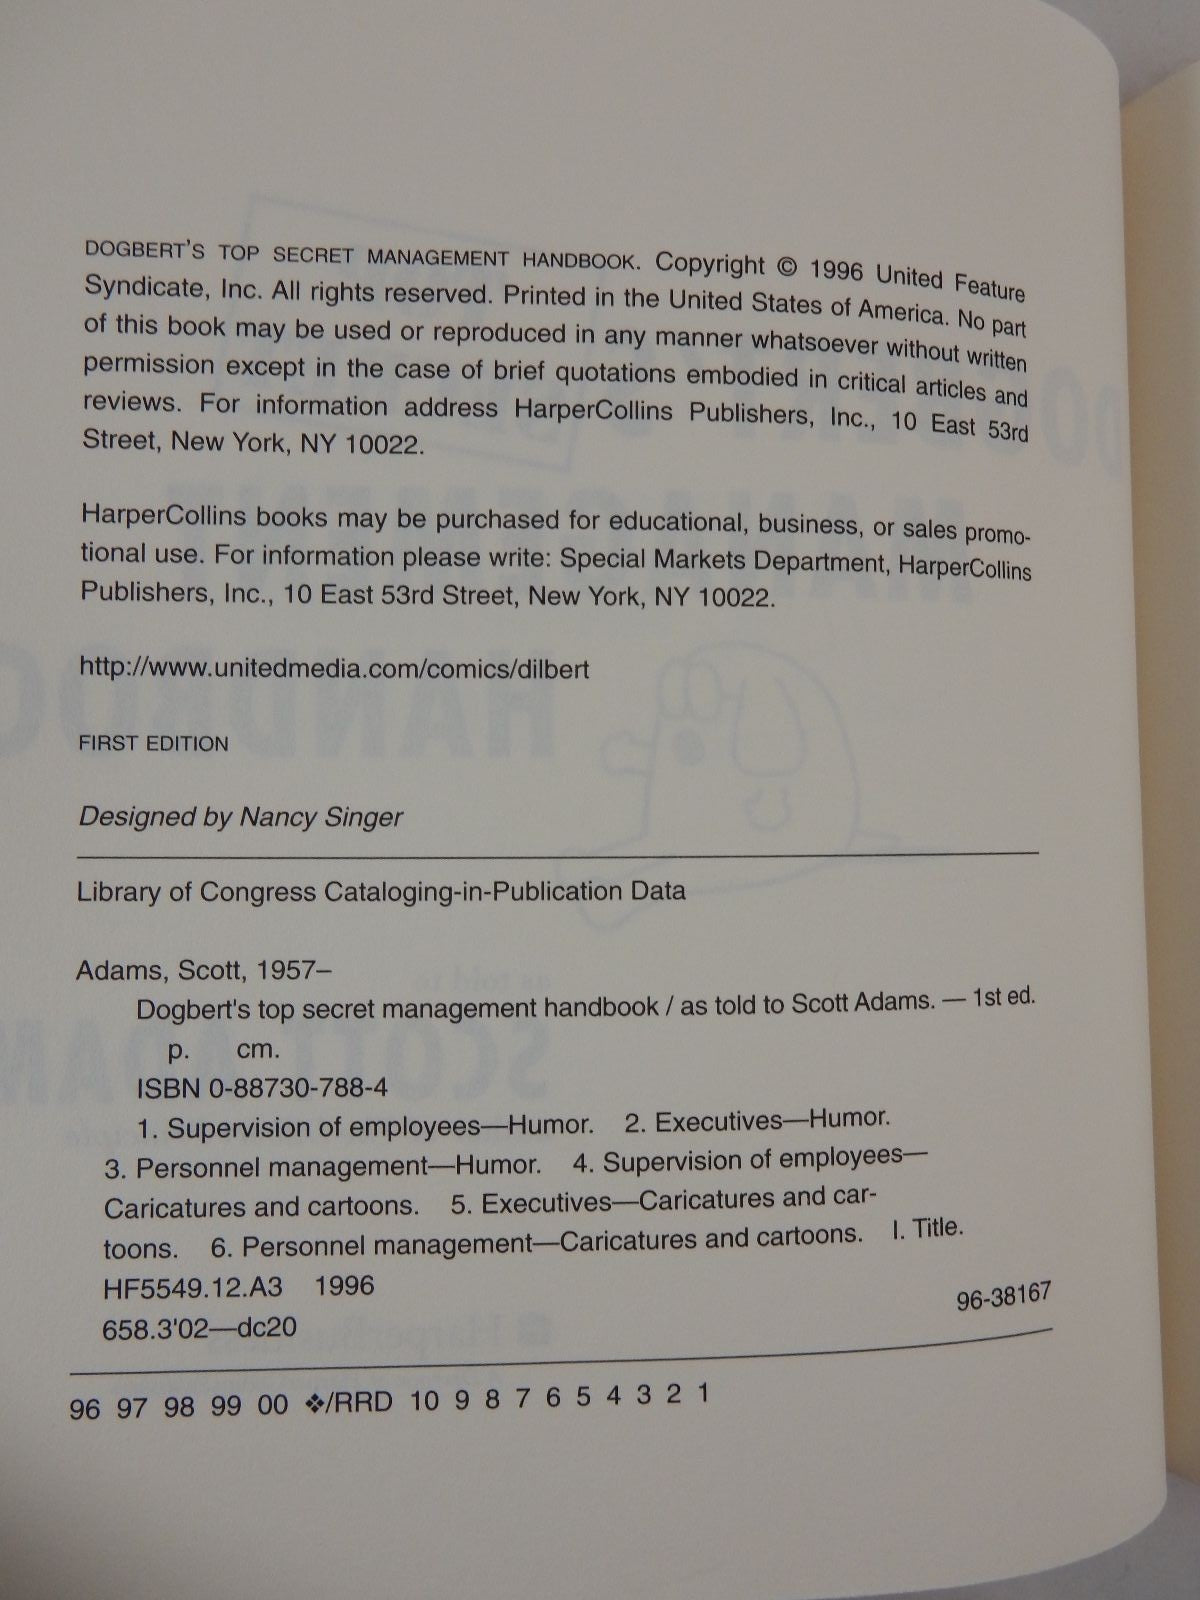 DOGBERT'S TOP SECRET MANAGEMENT HANDBOOK. Copyright © 1996 United Feature
Syndicate, Inc. All rights reserved. Printed in the United States of America. No part
of this book may be used or reproduced in any manner whatsoever without written
permission except in the case of brief quotations embodied in critical articles and
reviews. For information address HarperCollins Publishers, Inc., 10 East 53rd
Street, New York, NY 10022.
HarperCollins books may be purchased for educational, business, or sales promo-
tional use. For information please write: Special Markets Department, HarperCollins
Publishers, Inc., 10 East 53rd Street, New York, NY 10022.
http://www.unitedmedia.com/comics/dilbert
FIRST EDITION
Designed by Nancy Singer
Library of Congress Cataloging-in-Publication Data
Adams, Scott, 1957–
Dogbert's top secret management handbook / as told to Scott Adams. — 1st ed.
p. cm.
ISBN 0-88730-788-4
1. Supervision of employees—Humor. 2. Executives—Humor.
3. Personnel management—Humor. 4. Supervision of employees—
Caricatures and cartoons. 5. Executives—Caricatures and car-
toons. 6. Personnel management—Caricatures and cartoons. I. Title.
HF5549.12.A3 1996
658.3'02—dc20 96-38167
96 97 98 99 00 ❖/RRD 10 9 8 7 6 5 4 3 2 1